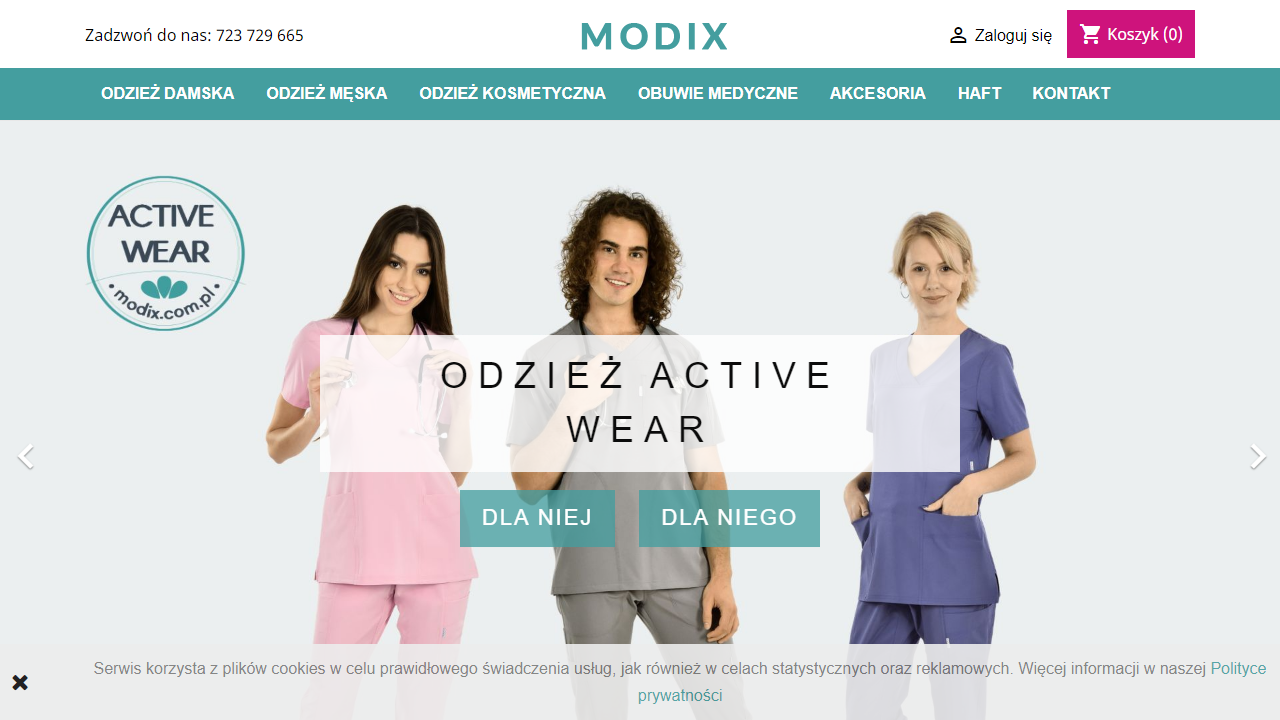 Zadzwoń do nas: 723 729 665
MODIX
Zaloguj się
Koszyk (0)
ODZIEŻ DAMSKA
ODZIEŻ MĘSKA
ODZIEŻ KOSMETYCZNA
OBUWIE MEDYCZNE
AKCESORIA
HAFT
KONTAKT
ACTIVE
WEAR
modix.com.pl
ODZIEŻ ACTIVE
WEAR
DLA NIEJ
DLA NIEGO
Serwis korzysta z plików cookies w celu prawidłowego świadczenia usług, jak również w celach statystycznych oraz reklamowych. Więcej informacji w naszej Polityce
prywatności